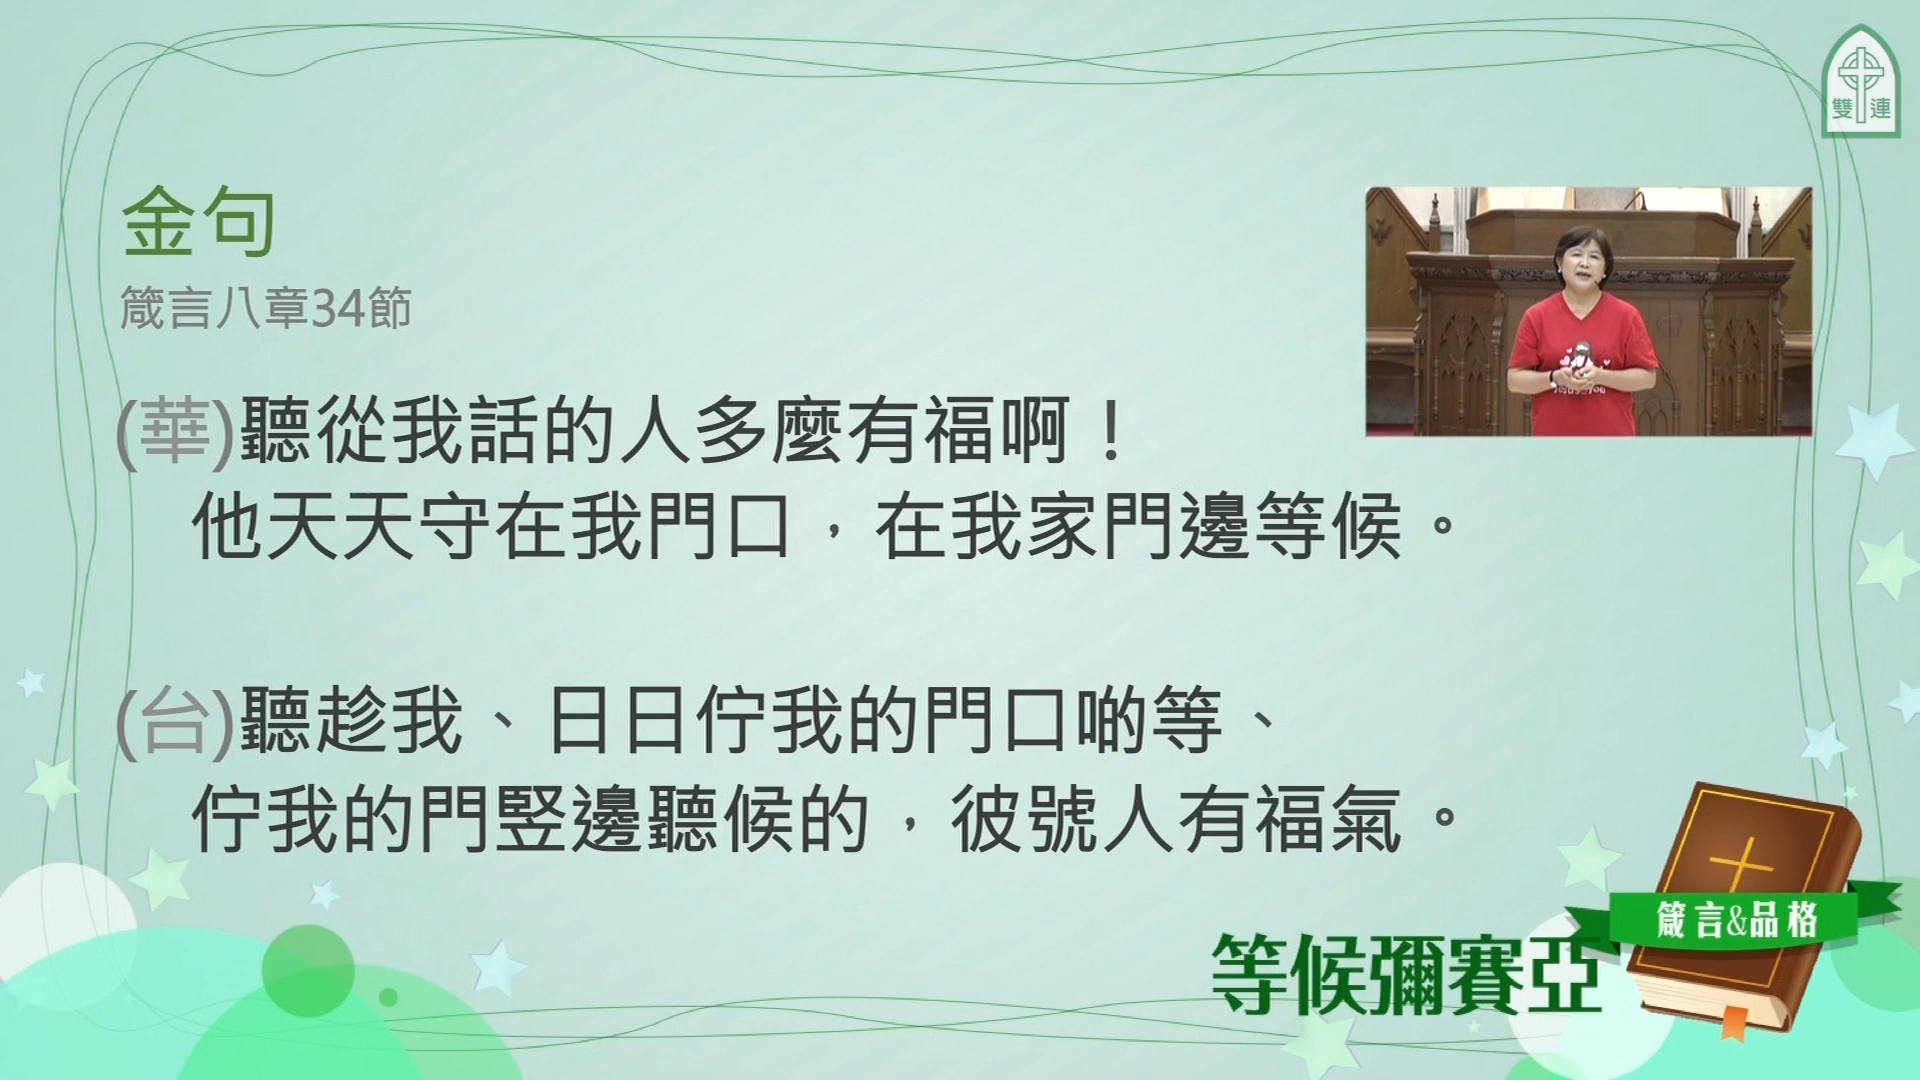 雙連
金句
箴言八章34節
(華)聽從我話的人多麼有福啊！
他天天守在我門口，在我家門邊等候。
(台)聽趁我、日日佇我的門口啲等、
佇我的門竪邊聽候的，彼號人有福氣。
箴言&品格
等候彌賽亞